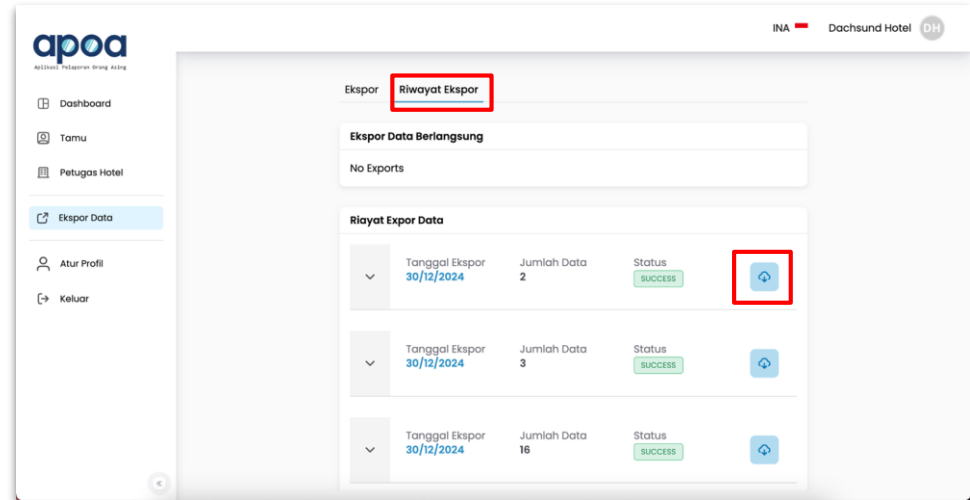 INA
Dachsund Hotel DH
apoa
Aplikasi Pelaporan Orang Asing
Dashboard
Tamu
Petugas Hotel
Ekspor Data
Atur Profil
Keluar
Ekspor Riwayat Ekspor
Ekspor Data Berlangsung
No Exports
Riayat Expor Data
Tanggal Ekspor Jumlah Data Status
30/12/2024 2 SUCCESS
Tanggal Ekspor Jumlah Data Status
30/12/2024 3 SUCCESS
Tanggal Ekspor Jumlah Data Status
30/12/2024 16 SUCCESS